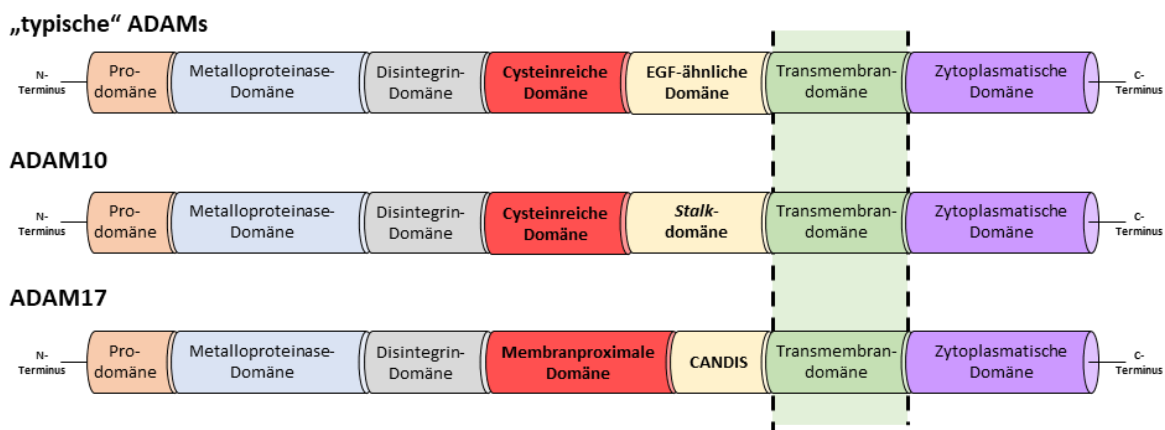 „typische“ ADAMs
N-
Terminus
Pro-
domäne
Metalloproteinase-
Domäne
Disintegrin-
Domäne
Cysteinreiche
Domäne
EGF-ähnliche
Domäne
Transmembran-
domäne
Zytoplasmatische
Domäne
C-
Terminus
ADAM10
N-
Terminus
Pro-
domäne
Metalloproteinase-
Domäne
Disintegrin-
Domäne
Cysteinreiche
Domäne
Stalk-
domäne
Transmembran-
domäne
Zytoplasmatische
Domäne
C-
Terminus
ADAM17
N-
Terminus
Pro-
domäne
Metalloproteinase-
Domäne
Disintegrin-
Domäne
Membranproximale
Domäne
CANDIS
Transmembran-
domäne
Zytoplasmatische
Domäne
C-
Terminus